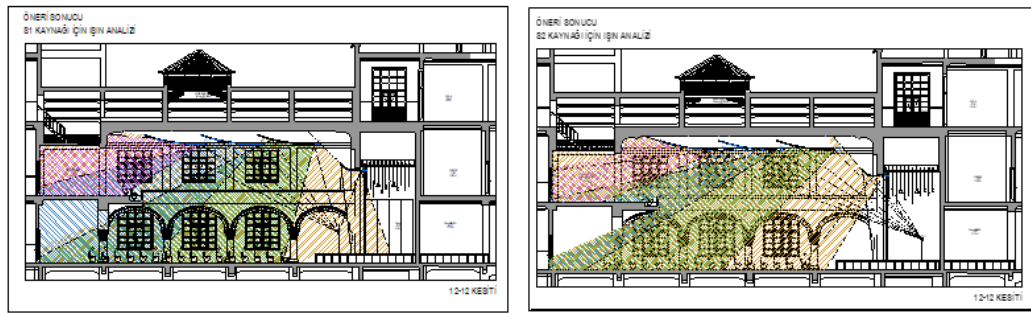 ÖNERİ SONUCU
S1 KAYNAĞI İÇİN IŞIN ANALİZİ
12-12 KESİTİ
ÖNERİ SONUCU
S2 KAYNAĞI İÇİN IŞIN ANALİZİ
12-12 KESİTİ